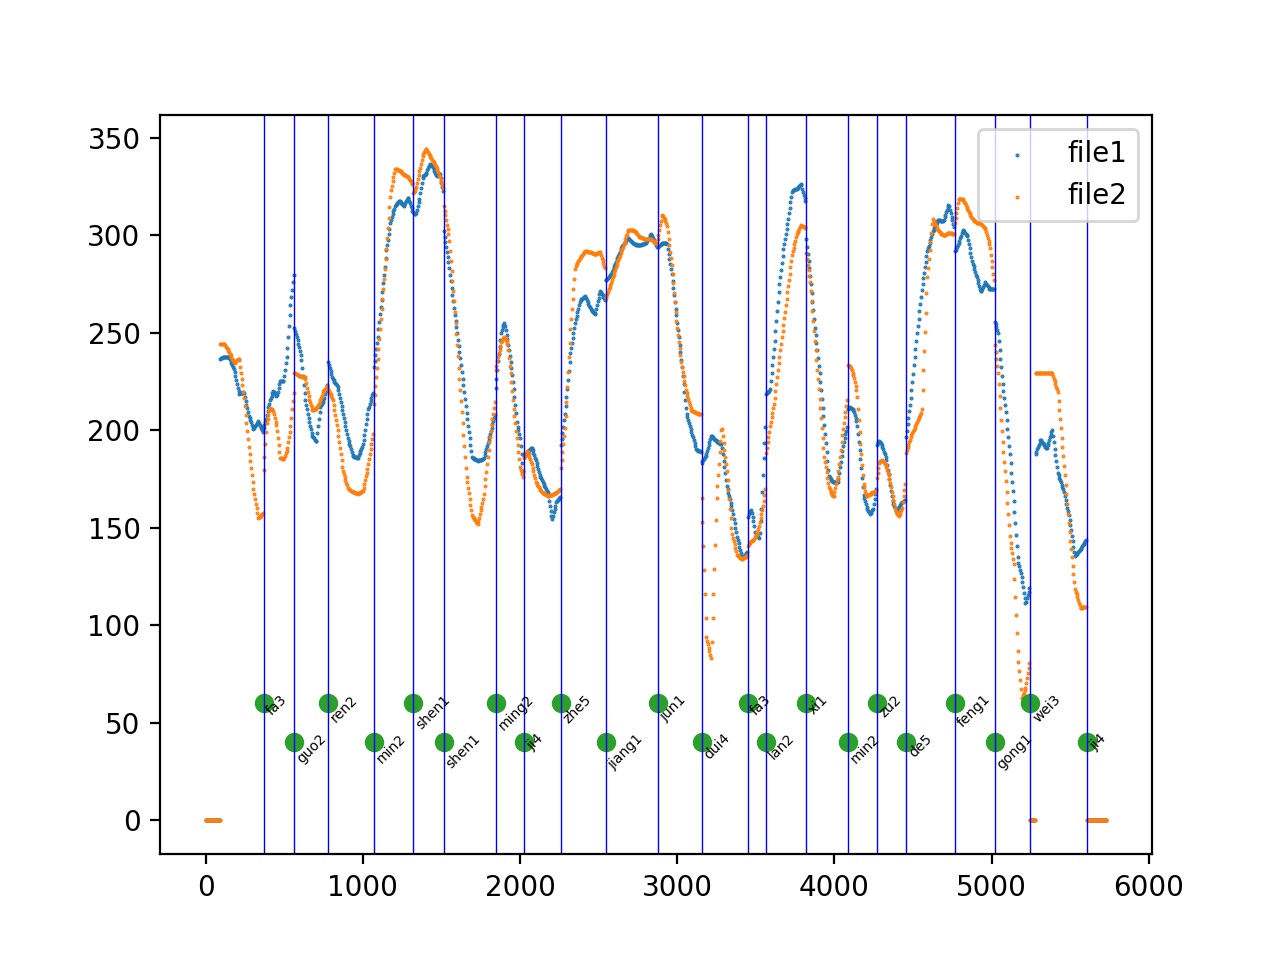 file1
file2
350
300
250
200
150
100
50
0
fa3
guo2
ren2
min2
shen1
shen1
ming2
ji4
zhe5
jiang1
jun1
dui4
fa3
lan2
xi1
min2
zu2
de5
feng1
gong1
wei3
ji4
0 1000 2000 3000 4000 5000 6000